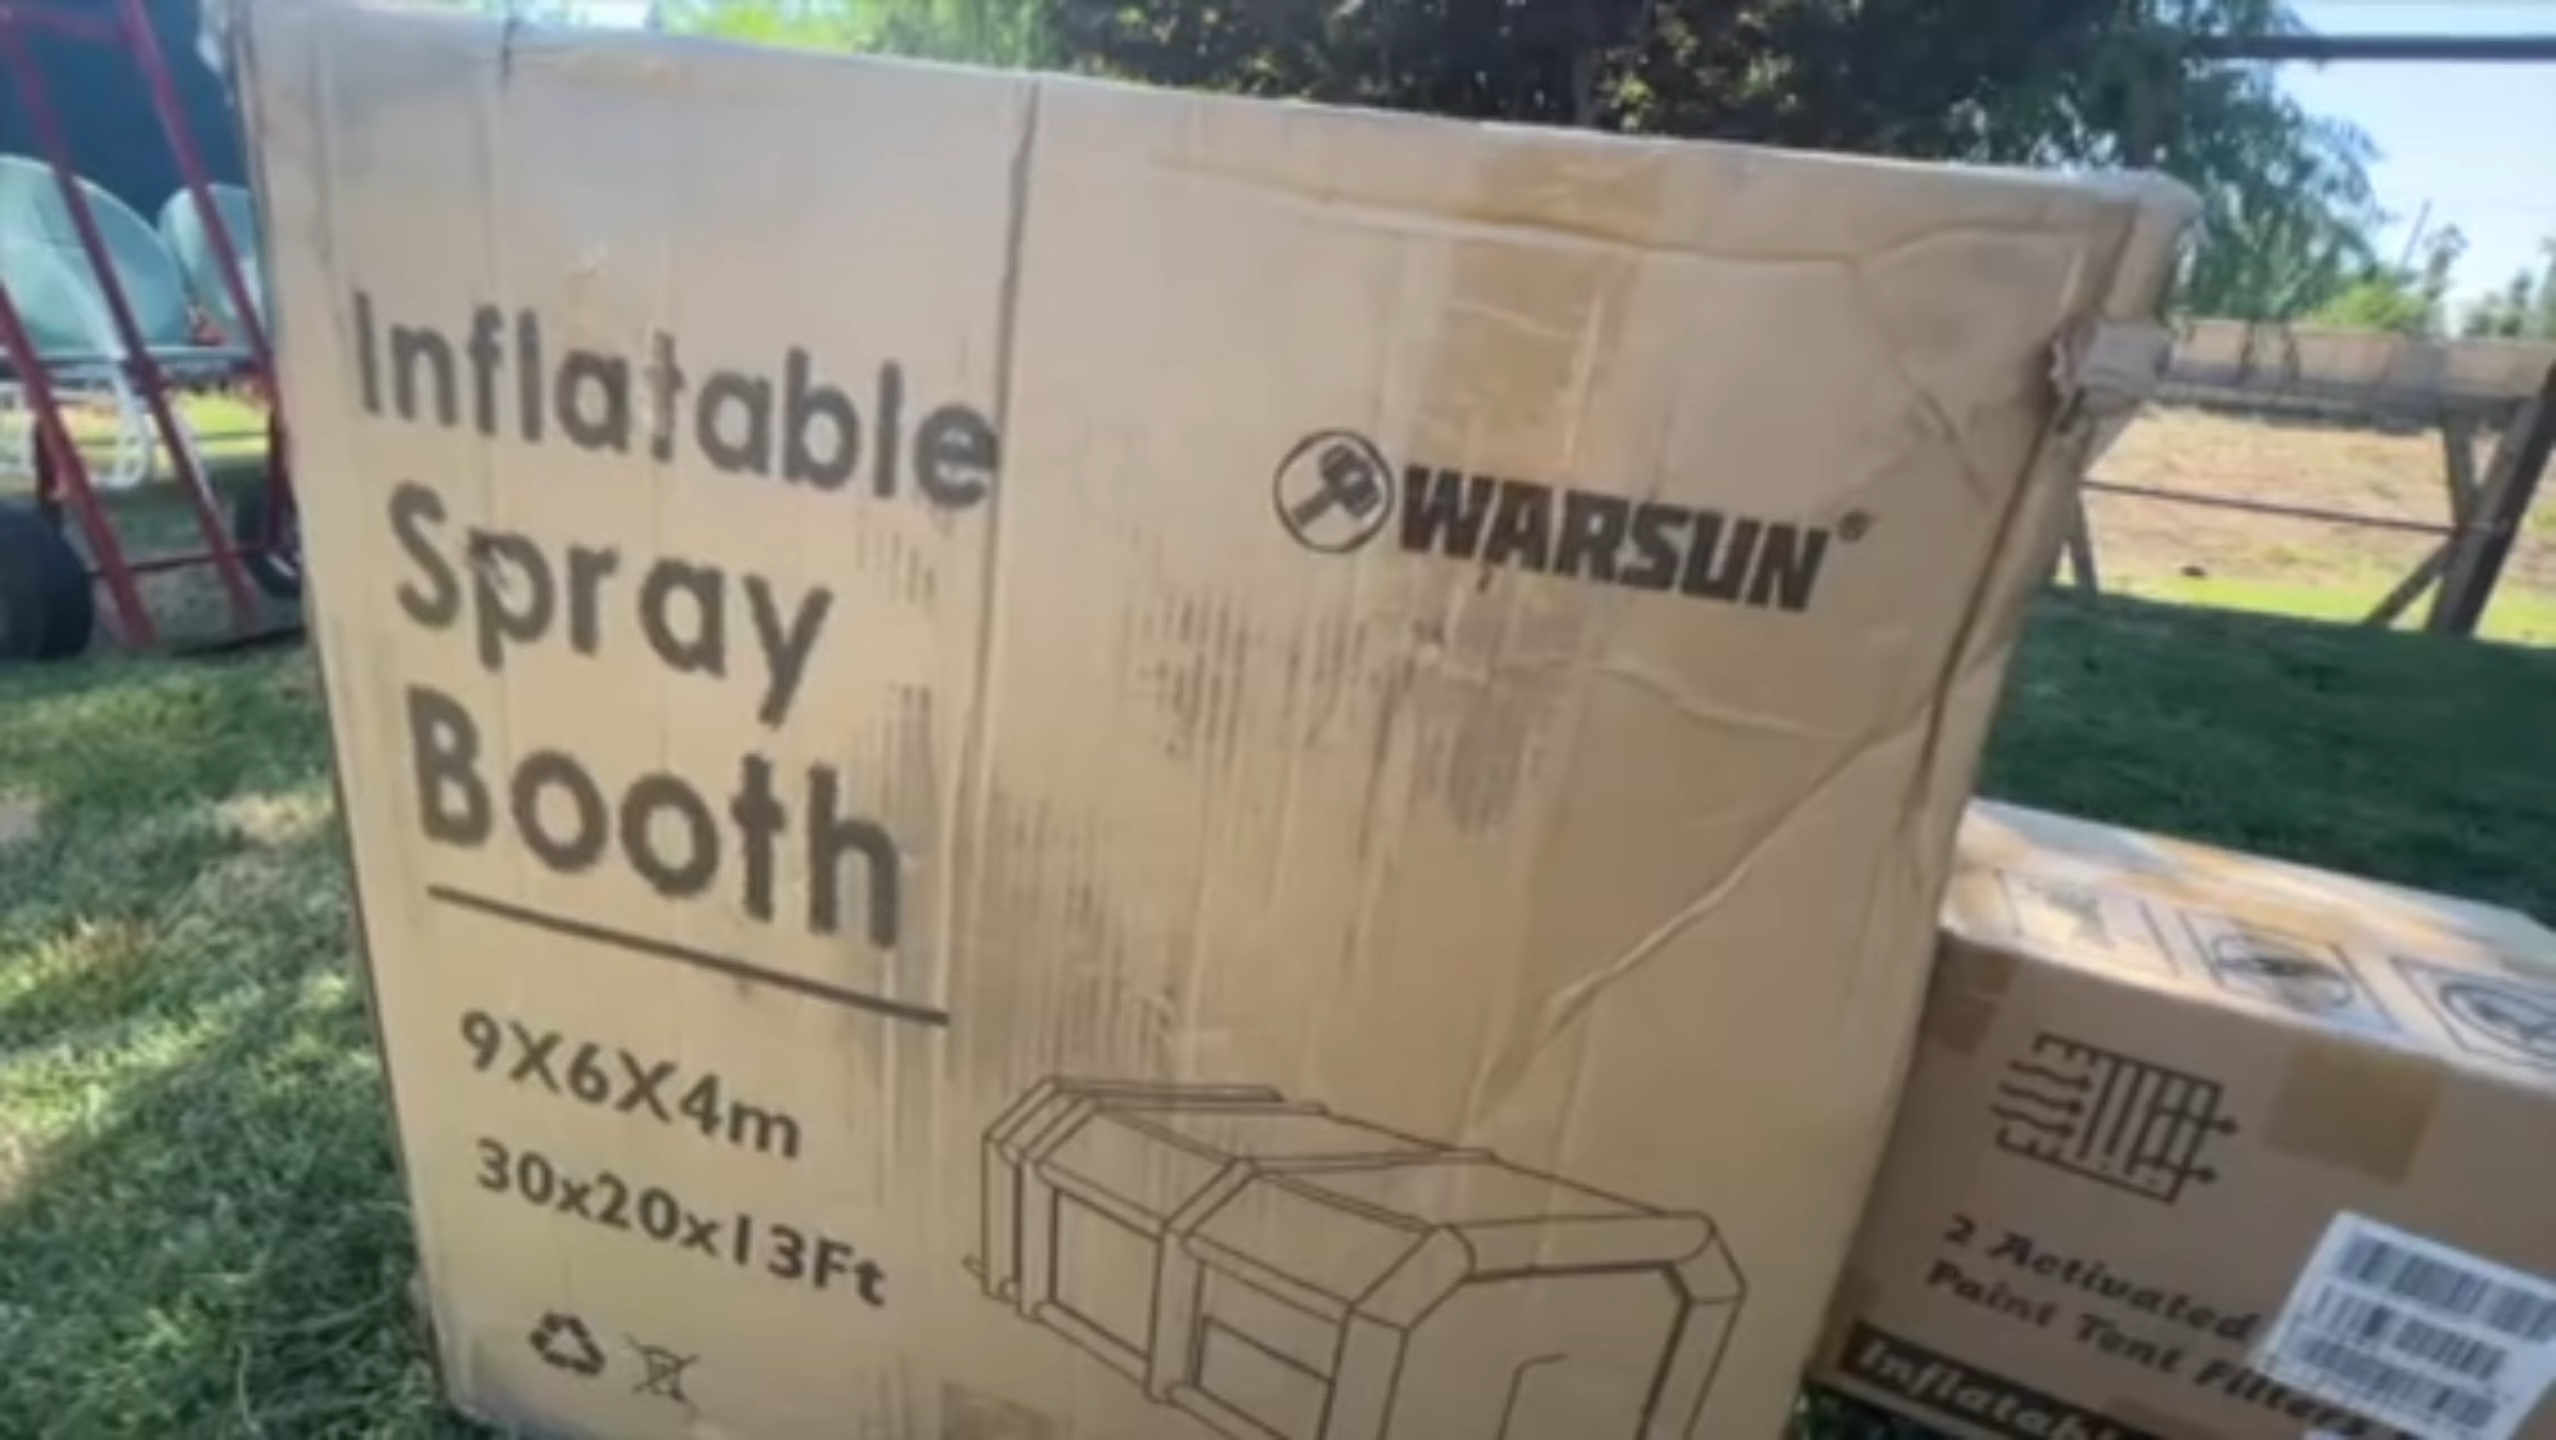 Inflatable
Spray
Booth
WARSUN®
9X6X4m
30x20x13Ft
2 Activated
Paint Tent Filters